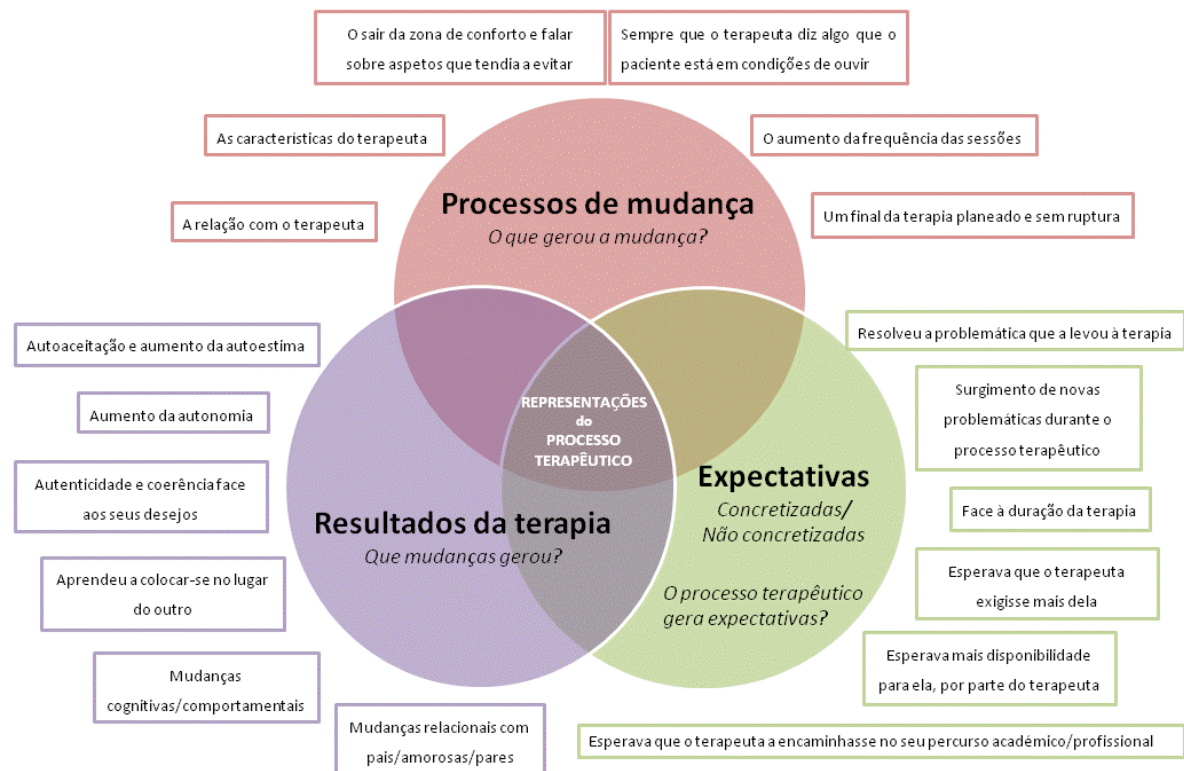 O sair da zona de conforto e falar
sobre aspetos que tendia a evitar
Sempre que o terapeuta diz algo que o
paciente está em condições de ouvir
As características do terapeuta
O aumento da frequência das sessões
A relação com o terapeuta
Um final da terapia planeado e sem ruptura
Processos de mudança
O que gerou a mudança?
Autoaceitação e aumento da autoestima
Aumento da autonomia
Autenticidade e coerência face
aos seus desejos
Aprendeu a colocar-se no lugar
do outro
Mudanças
cognitivas/comportamentais
Mudanças relacionais com
pais/amorosas/pares
Resultados da terapia
Que mudanças gerou?
REPRESENTAÇÕES
do
PROCESSO
TERAPÊUTICO
Expectativas
Concretizadas/
Não concretizadas
O processo terapêutico
gera expectativas?
Resolveu a problemática que a levou à terapia
Surgimento de novas
problemáticas durante o
processo terapêutico
Face à duração da terapia
Esperava que o terapeuta
exigisse mais dela
Esperava mais disponibilidade
para ela, por parte do terapeuta
Esperava que o terapeuta a encaminhasse no seu percurso académico/profissional